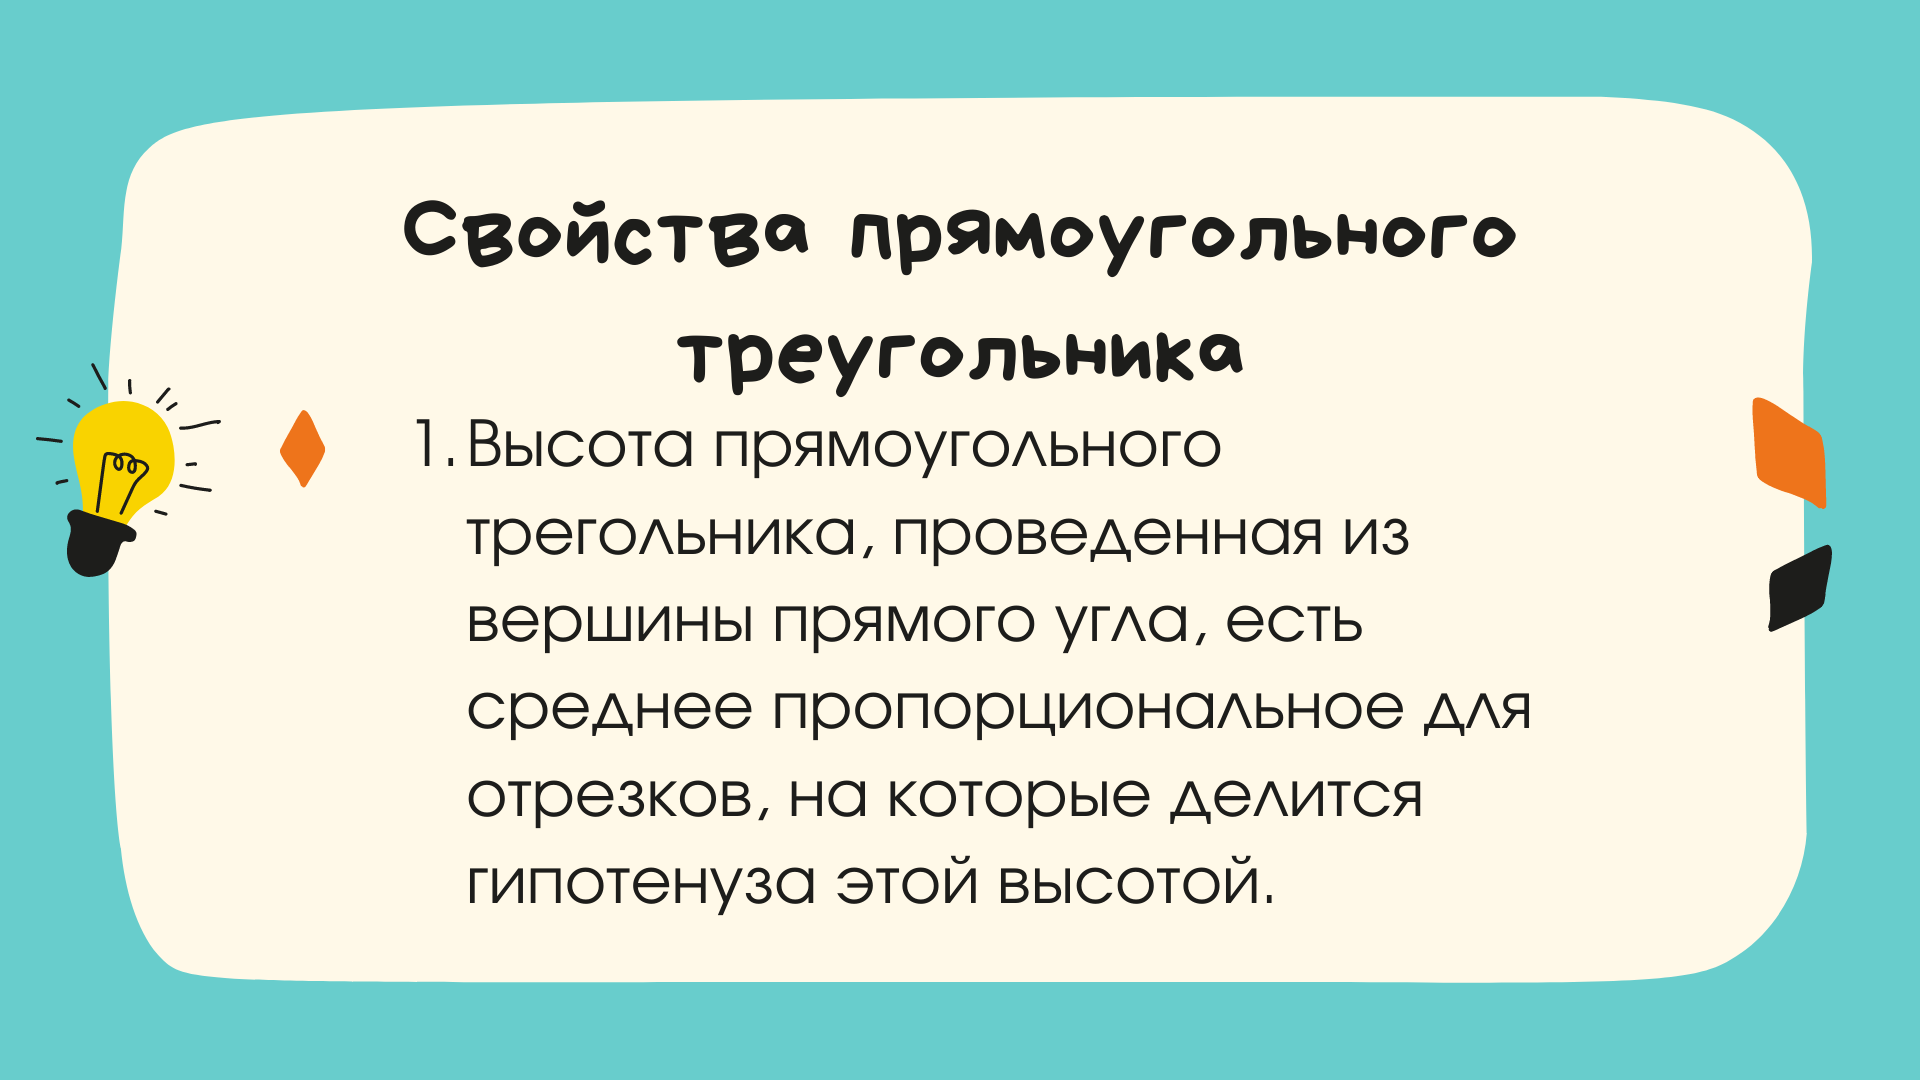 Свойства прямоугольного
треугольника
1. Высота прямоугольного
трегольника, проведенная из
вершины прямого угла, есть
среднее пропорциональное для
отрезков, на которые делится
гипотенуза этой высотой.